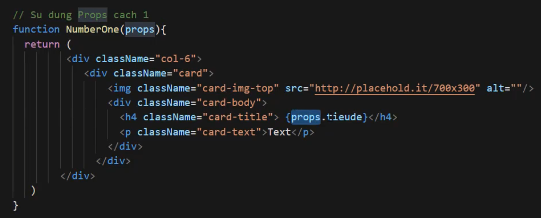 // Su dung Props cach 1
function NumberOne(props){
return (
<div className="col-6">
<div className="card">
<img className="card-img-top" src="http://placehold.it/700x300" alt=""/>
<div className="card-body">
<h4 className="card-title"> {props.tieude}</h4>
<p className="card-text">Text</p>
</div>
</div>
</div>
)
}